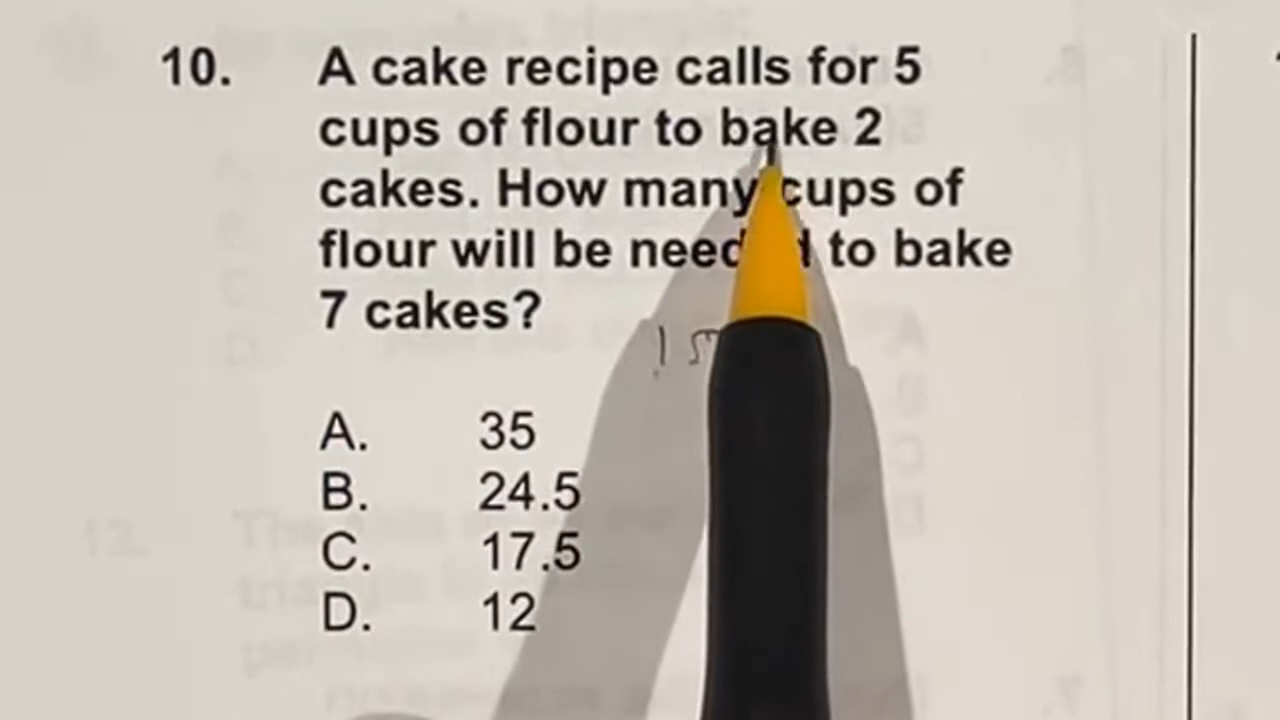 10. A cake recipe calls for 5
cups of flour to bake 2
cakes. How many cups of
flour will be needed to bake
7 cakes?
A. 35
B. 24.5
C. 17.5
D. 12